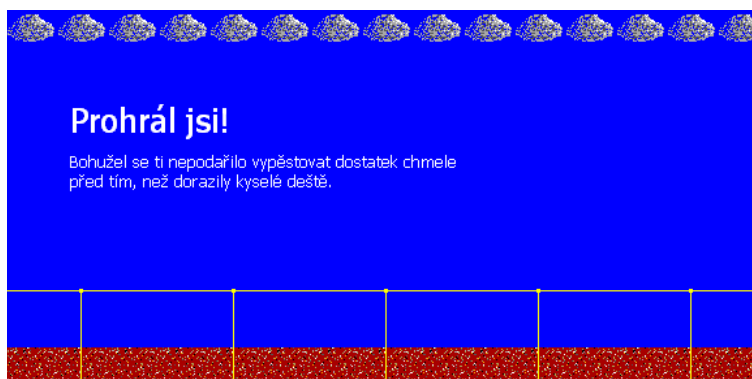 Prohrál jsi!
Bohužel se ti nepodařilo vypěstovat dostatek chmele
před tím, než dorazily kyselé deště.